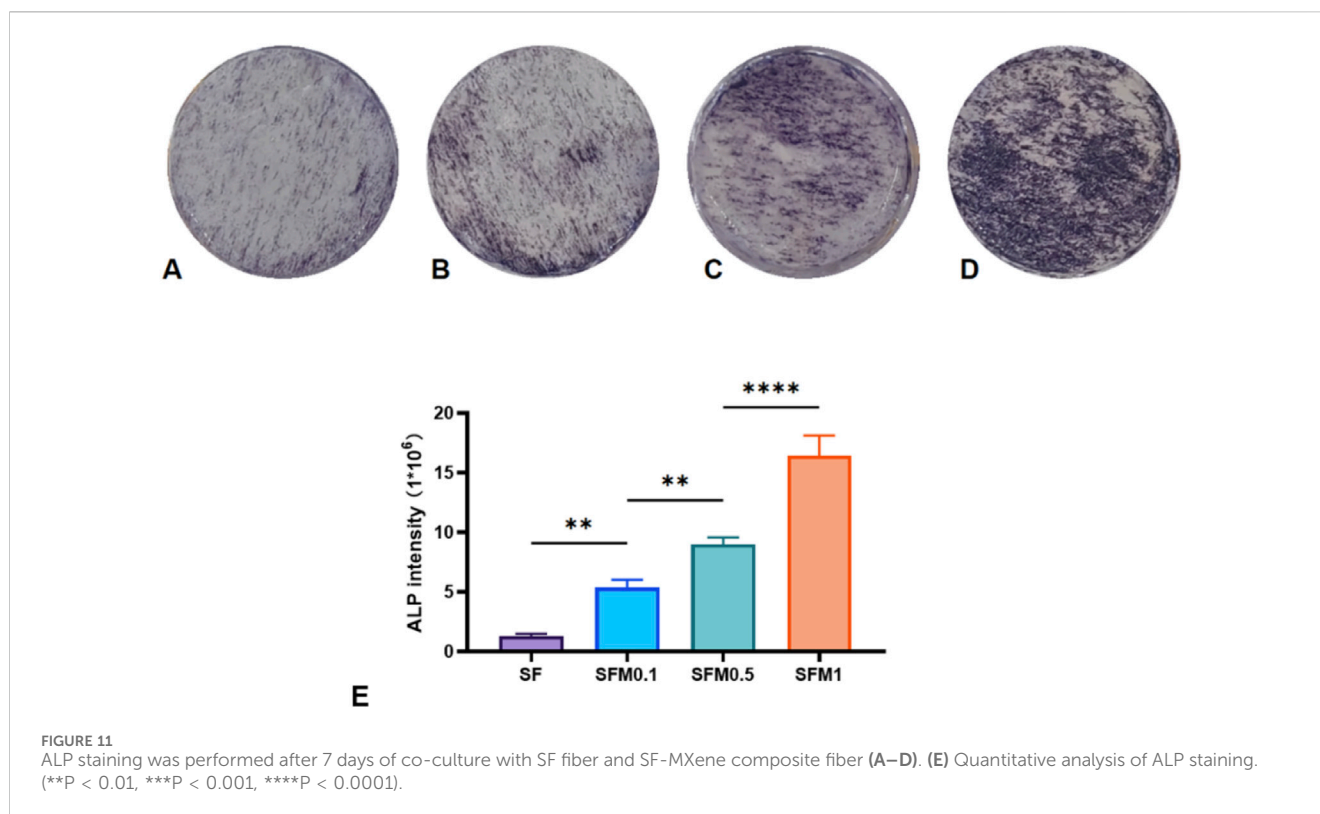 A
B
C
D
ALP intensity（1*10⁶）
20
15
10
5
0
**
**
****
SF
SFM0.1
SFM0.5
SFM1
E
FIGURE 11
ALP staining was performed after 7 days of co-culture with SF fiber and SF-MXene composite fiber (A–D). (E) Quantitative analysis of ALP staining.
(**P < 0.01, ***P < 0.001, ****P < 0.0001).